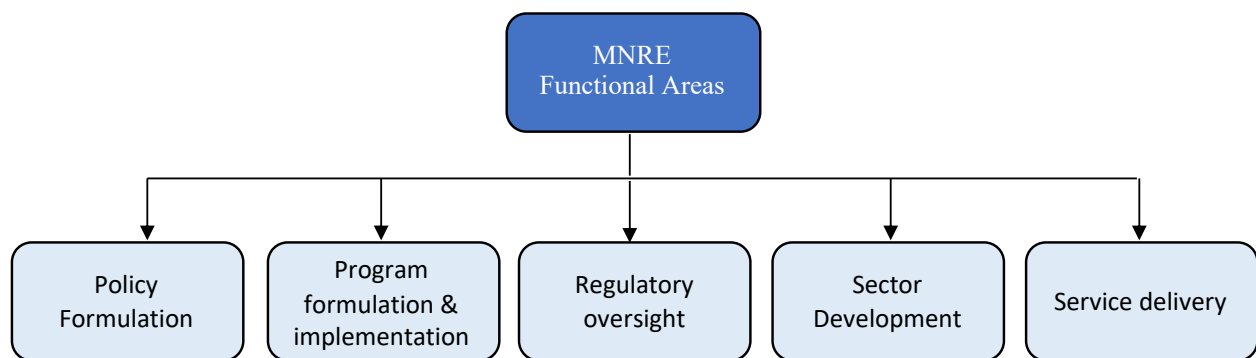 MNRE
Functional Areas
Policy
Formulation
Program
formulation &
implementation
Regulatory
oversight
Sector
Development
Service delivery